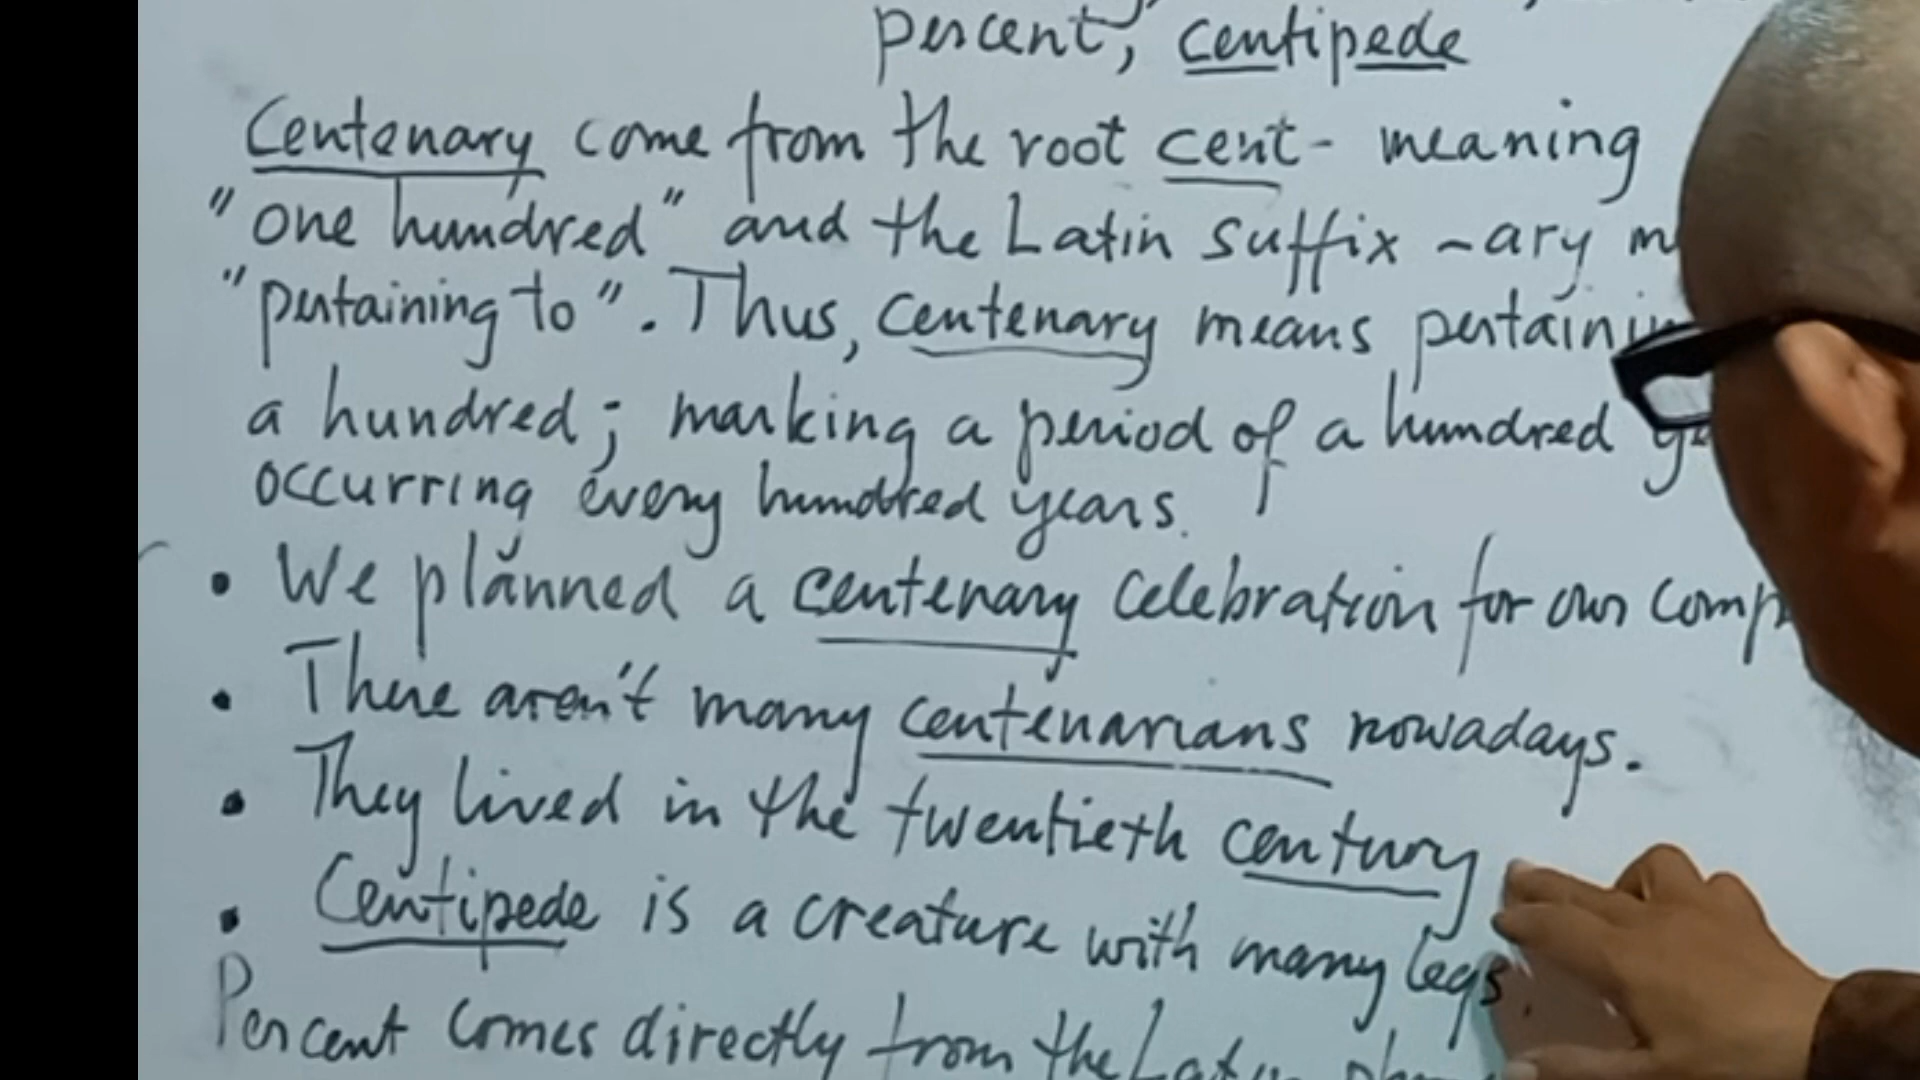 percent, centipede
Centenary come from the root cent- meaning
"one hundred" and the Latin suffix -ary
"pertaining to". Thus, centenary means
a hundred; marking a period of a hundred
occurring every hundred years.
• We planned a centenary celebration for our
• There aren't many centenarians nowadays.
• They lived in the twentieth century
• Centipede is a creature with many legs.
Percent comes directly from the Latin